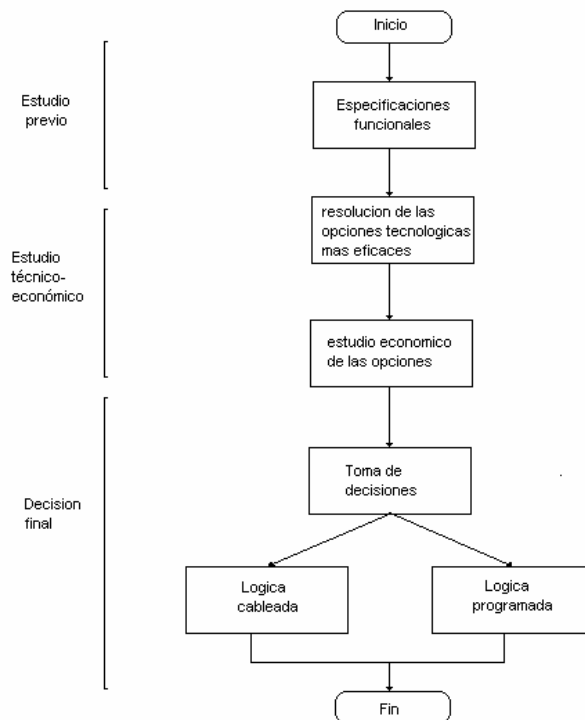 Inicio
Estudio
previo
Especificaciones
funcionales
resolucion de las
opciones tecnologicas
mas eficaces
Estudio
técnico-
económico
estudio economico
de las opciones
Toma de
decisiones
Decision
final
Logica
cableada
Logica
programada
Fin